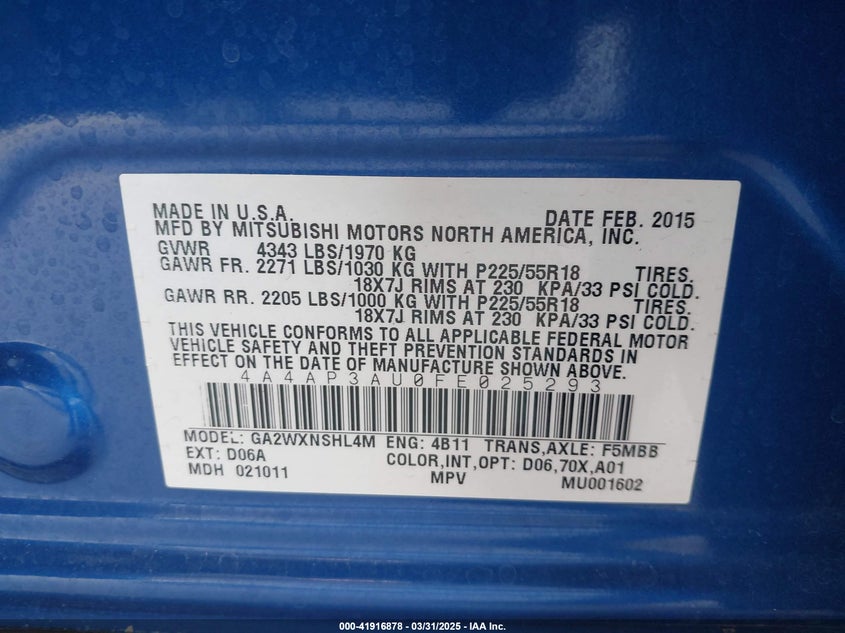 MADE IN U.S.A. DATE FEB. 2015
MFD BY MITSUBISHI MOTORS NORTH AMERICA, INC.
GVWR 4343 LBS/1970 KG
GAWR FR. 2271 LBS/1030 KG WITH P225/55R18 TIRES.
18X7J RIMS AT 230 KPA/33 PSI COLD.
GAWR RR. 2205 LBS/1000 KG WITH P225/55R18 TIRES.
18X7J RIMS AT 230 KPA/33 PSI COLD.
THIS VEHICLE CONFORMS TO ALL APPLICABLE FEDERAL MOTOR
VEHICLE SAFETY AND THEFT PREVENTION STANDARDS IN
EFFECT ON THE DATE OF MANUFACTURE SHOWN ABOVE.
4A4AP3AU0FE025293
MODEL: GA2WXNSHL4M ENG: 4B11 TRANS,AXLE: F5MBB
EXT: D06A COLOR,INT,OPT: D06,70X,A01
MDH 021011 MPV MU001602
000-41916878 - 03/31/2025 - IAA Inc.